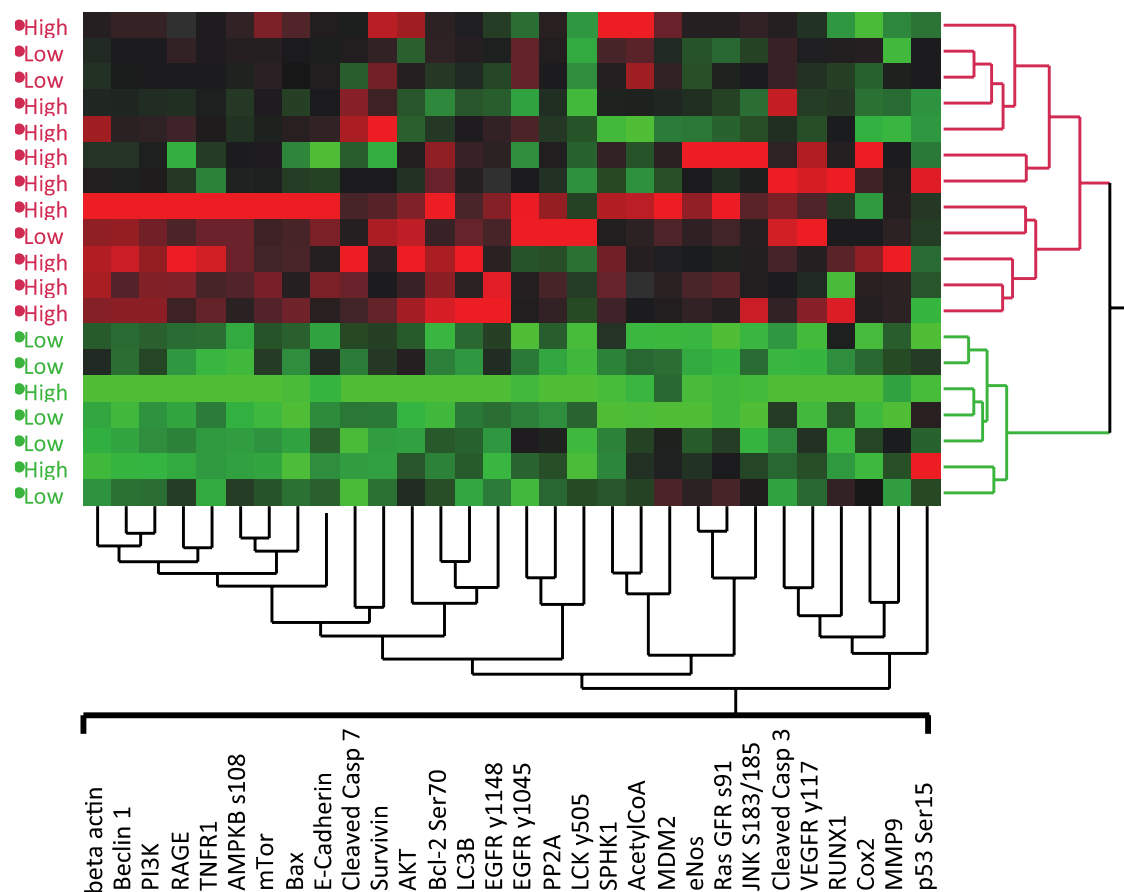 High
Low
Low
High
High
High
High
High
Low
High
High
High
Low
Low
High
Low
Low
High
Low
beta actin
Beclin 1
PI3K
RAGE
TNFR1
AMPKB s108
mTor
Bax
E-Cadherin
Cleaved Casp 7
Survivin
AKT
Bcl-2 Ser70
LC3B
EGFR y1148
EGFR y1045
PP2A
LCK y505
SPHK1
AcetylCoA
MDM2
eNos
Ras GFR s91
JNK S183/185
Cleaved Casp 3
VEGFR y117
RUNX1
Cox2
MMP9
p53 Ser15